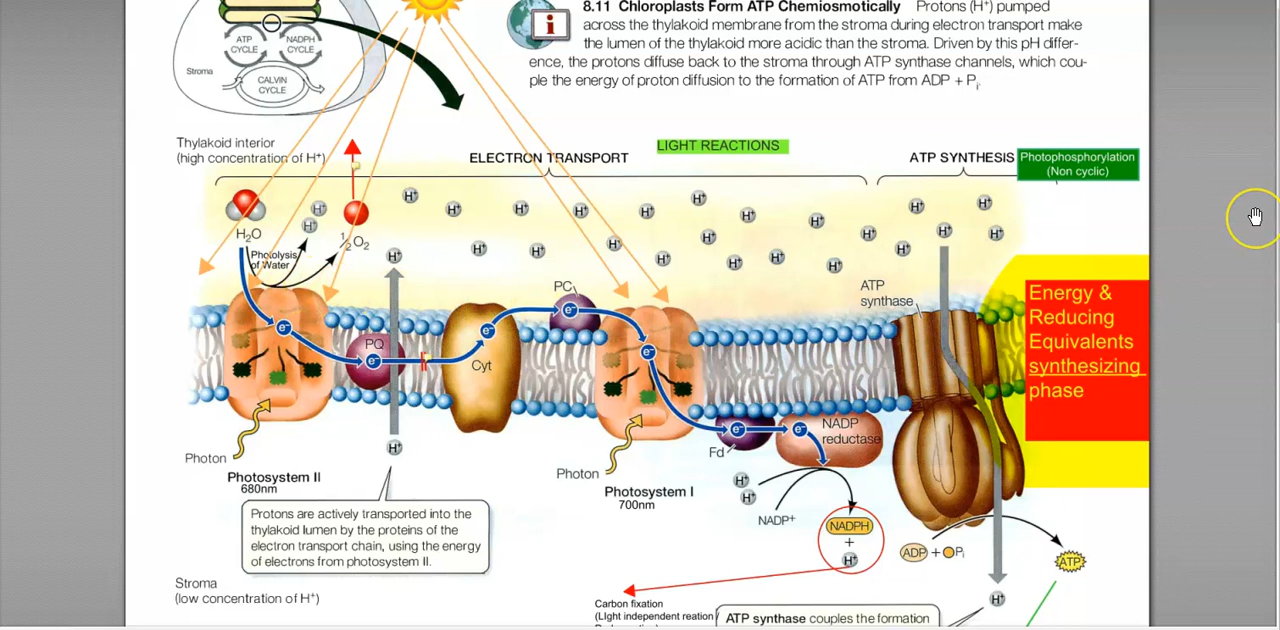 8.11 Chloroplasts Form ATP Chemiosmotically Protons (H⁺) pumped
across the thylakoid membrane from the stroma during electron transport make
the lumen of the thylakoid more acidic than the stroma. Driven by this pH differ-
ence, the protons diffuse back to the stroma through ATP synthase channels, which cou-
ple the energy of proton diffusion to the formation of ATP from ADP + Pi.
i
ATP
CYCLE
NADPH
CYCLE
Stroma
CALVIN
CYCLE
Thylakoid interior
(high concentration of H⁺)
ELECTRON TRANSPORT
LIGHT REACTIONS
ATP SYNTHESIS
Photophosphorylation
(Non cyclic)
H⁺ H⁺ H⁺ H⁺ H⁺ H⁺ H⁺ H⁺ H⁺ H⁺
H⁺ H⁺ H⁺ H⁺ H⁺ H⁺ H⁺ H⁺
H⁺ H⁺ H⁺ H⁺ H⁺ H⁺ H⁺ H⁺
H₂O
½O₂
Photolysis
of Water
H⁺
PC
ATP
synthase
Energy &
Reducing
Equivalents
synthesizing
phase
e⁻
e⁻
e⁻
PQ
e⁻
e⁻
Cyt
e⁻
e⁻
NADP
reductase
Fd
H⁺
Photon
Photosystem II
680nm
Photon
Photosystem I
700nm
H⁺
H⁺
NADP+
NADPH
+
H⁺
ADP + Pi
ATP
Protons are actively transported into the
thylakoid lumen by the proteins of the
electron transport chain, using the energy
of electrons from photosystem II.
Stroma
(low concentration of H⁺)
H⁺
Carbon fixation
(LIght independent reation/
ATP synthase couples the formation